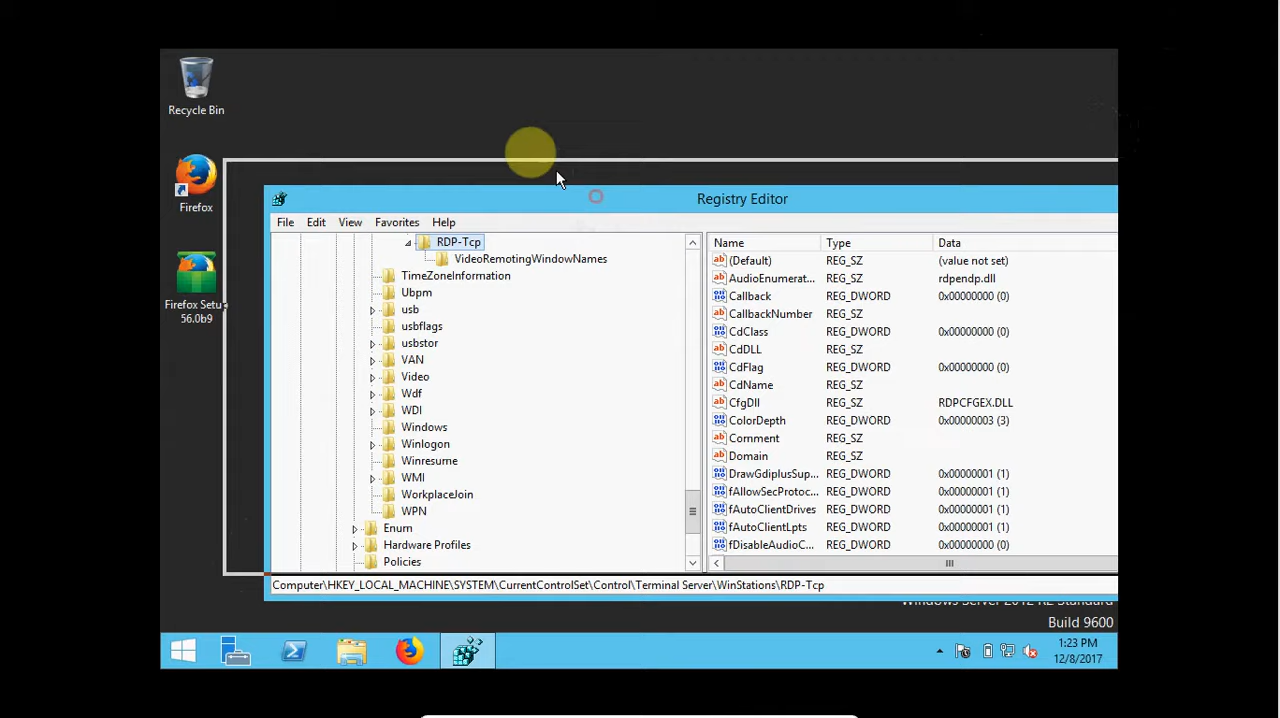 Recycle Bin
Firefox
Firefox Setup
56.0b9
Registry Editor
File Edit View Favorites Help
RDP-Tcp
VideoRemotingWindowNames
TimeZoneInformation
Ubpm
usb
usbflags
usbstor
VAN
Video
Wdf
WDI
Windows
Winlogon
Winresume
WMI
WorkplaceJoin
WPN
Enum
Hardware Profiles
Policies
Name Type Data
(Default) REG_SZ (value not set)
AudioEnumerat... REG_SZ rdpendp.dll
Callback REG_DWORD 0x00000000 (0)
CallbackNumber REG_SZ
CdClass REG_DWORD 0x00000000 (0)
CdDLL REG_SZ
CdFlag REG_DWORD 0x00000000 (0)
CdName REG_SZ
CfgDll REG_SZ RDPCFGEX.DLL
ColorDepth REG_DWORD 0x00000003 (3)
Comment REG_SZ
Domain REG_SZ
DrawGdiplusSup... REG_DWORD 0x00000001 (1)
fAllowSecProtoc... REG_DWORD 0x00000001 (1)
fAutoClientDrives REG_DWORD 0x00000001 (1)
fAutoClientLpts REG_DWORD 0x00000001 (1)
fDisableAudioC... REG_DWORD 0x00000000 (0)
Computer\HKEY_LOCAL_MACHINE\SYSTEM\CurrentControlSet\Control\Terminal Server\WinStations\RDP-Tcp
Windows Server 2012 R2 Standard
Build 9600
1:23 PM
12/8/2017